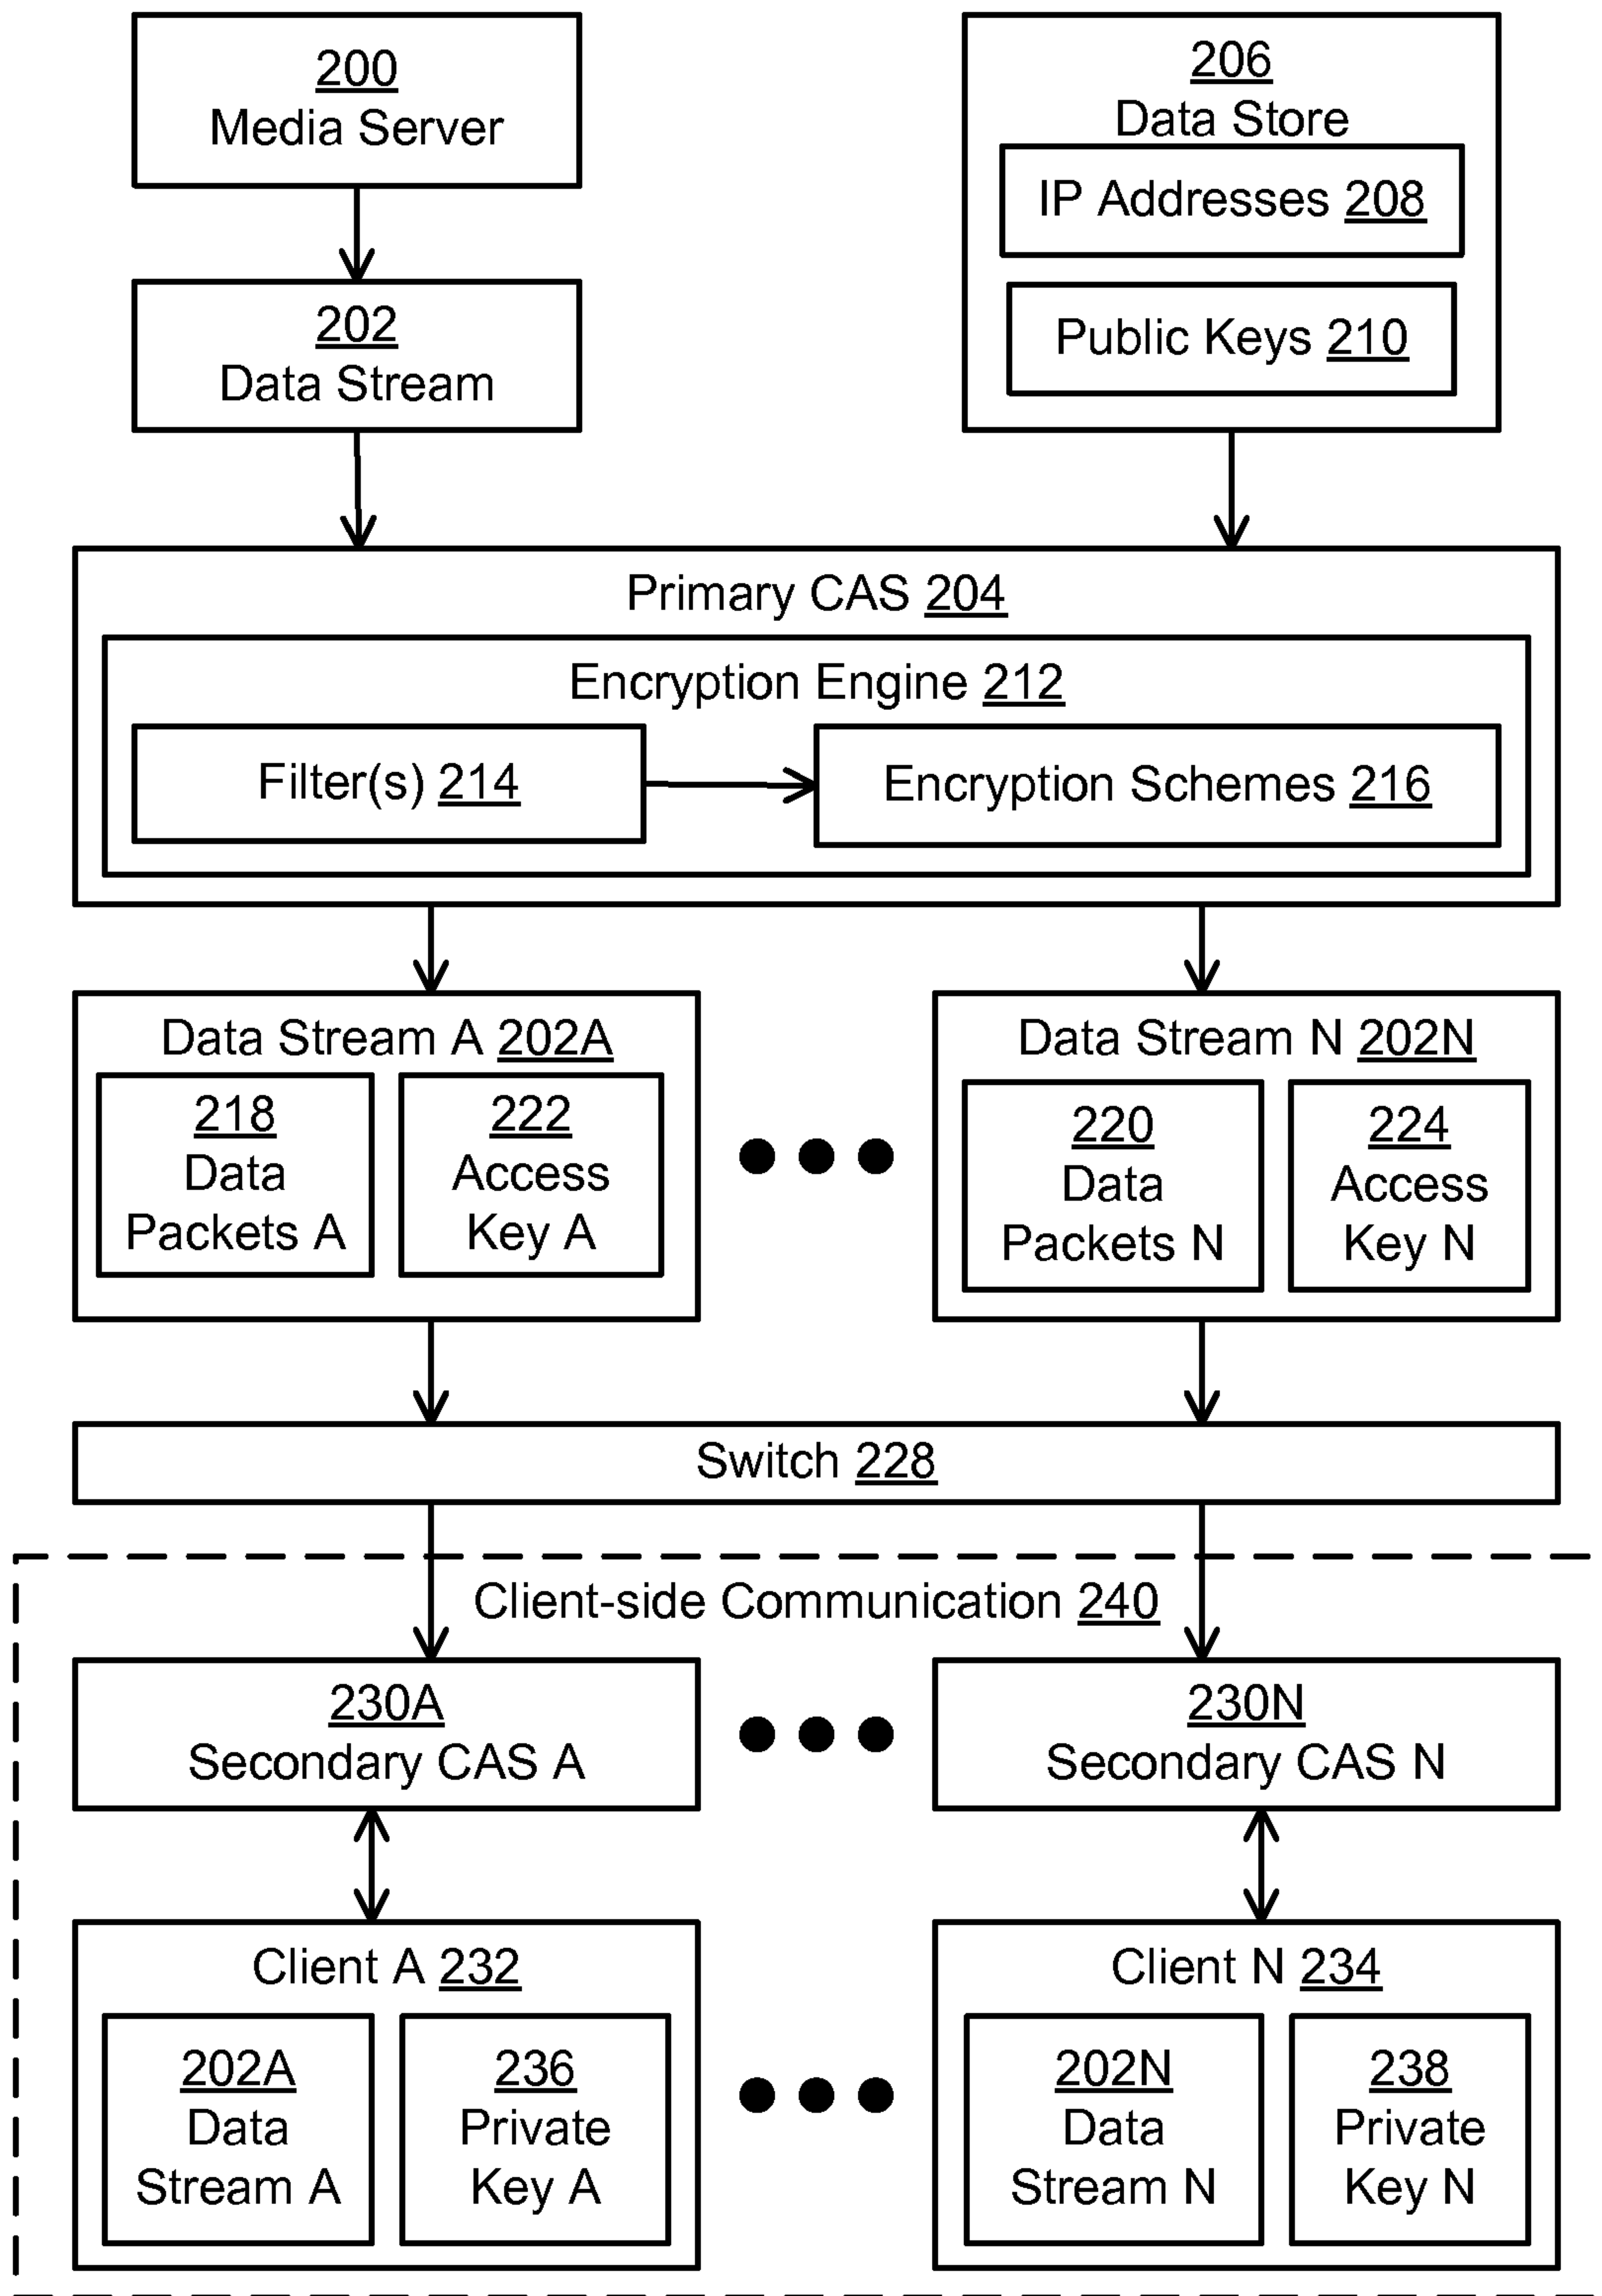 200
Media Server
206
Data Store
IP Addresses 208
Public Keys 210
202
Data Stream
Primary CAS 204
Encryption Engine 212
Filter(s) 214
Encryption Schemes 216
Data Stream A 202A
218
Data
Packets A
222
Access
Key A
Data Stream N 202N
220
Data
Packets N
224
Access
Key N
Switch 228
Client-side Communication 240
230A
Secondary CAS A
230N
Secondary CAS N
Client A 232
202A
Data
Stream A
236
Private
Key A
Client N 234
202N
Data
Stream N
238
Private
Key N